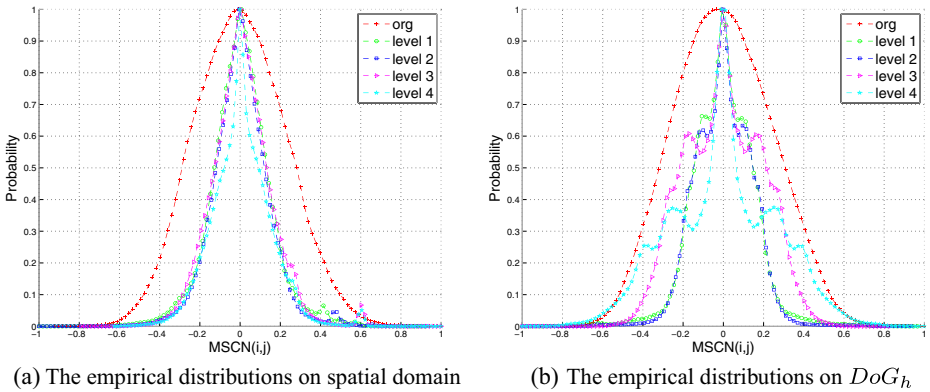 1
0.9
0.8
0.7
0.6
0.5
0.4
0.3
0.2
0.1
0
Probability
-1 -0.8 -0.6 -0.4 -0.2 0 0.2 0.4 0.6 0.8 1
MSCN(i,j)
org
level 1
level 2
level 3
level 4
(a) The empirical distributions on spatial domain
1
0.9
0.8
0.7
0.6
0.5
0.4
0.3
0.2
0.1
0
Probability
-1 -0.8 -0.6 -0.4 -0.2 0 0.2 0.4 0.6 0.8 1
MSCN(i,j)
org
level 1
level 2
level 3
level 4
(b) The empirical distributions on DoG_h